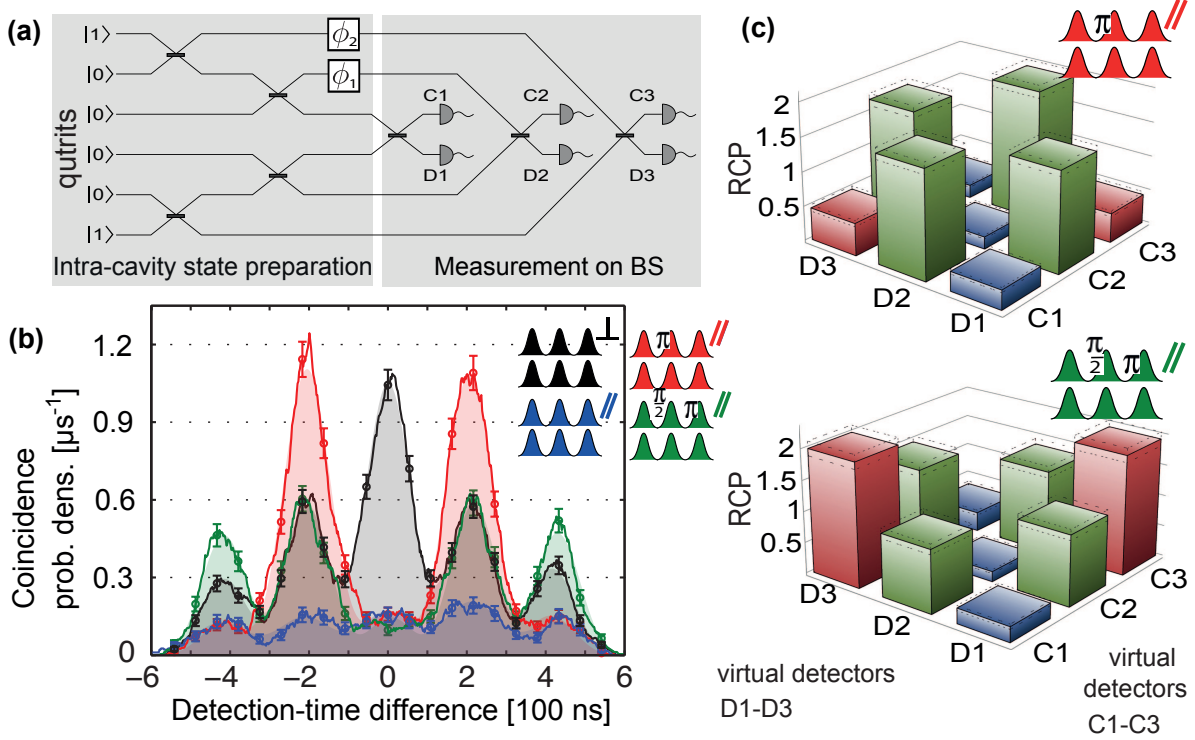 (a)
qutrits
|1⟩
|0⟩
|0⟩
|0⟩
|0⟩
|1⟩
ϕ2
ϕ1
C1
C2
C3
D1
D2
D3
Intra-cavity state preparation
Measurement on BS
(b)
Coincidence
prob. dens. [µs⁻¹]
1.2
0.9
0.6
0.3
0
−6
−4
−2
0
2
4
6
Detection-time difference [100 ns]
⊥
//
π //
π/2 π //
(c)
π //
RCP
2
1.5
1
0.5
D3
D2
D1
C1
C2
C3
π/2 π //
RCP
2
1.5
1
0.5
D3
D2
D1
C1
C2
C3
virtual detectors
D1-D3
virtual
detectors
C1-C3